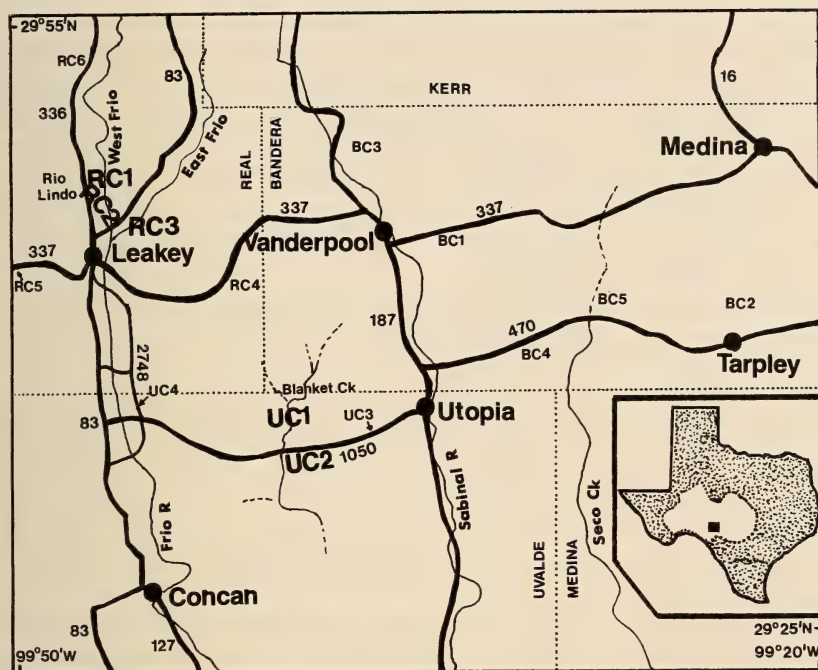 29°55'N
RC6
83
16
336
West Frio
East Frio
KERR
REAL
BANDERA
BC3
Medina
Rio
Lindo
RC1
RC2
RC3
Leakey
337
RC5
337
Vanderpool
337
BC1
RC4
187
470
BC5
BC2
BC4
Tarpley
2748
UC4
Blanket Ck
83
UC1
UC3
Utopia
UC2
1050
Frio R
Sabinal R
UVALDE
MEDINA
Seco Ck
Concan
83
127
99°50'W
29°25'N
99°20'W